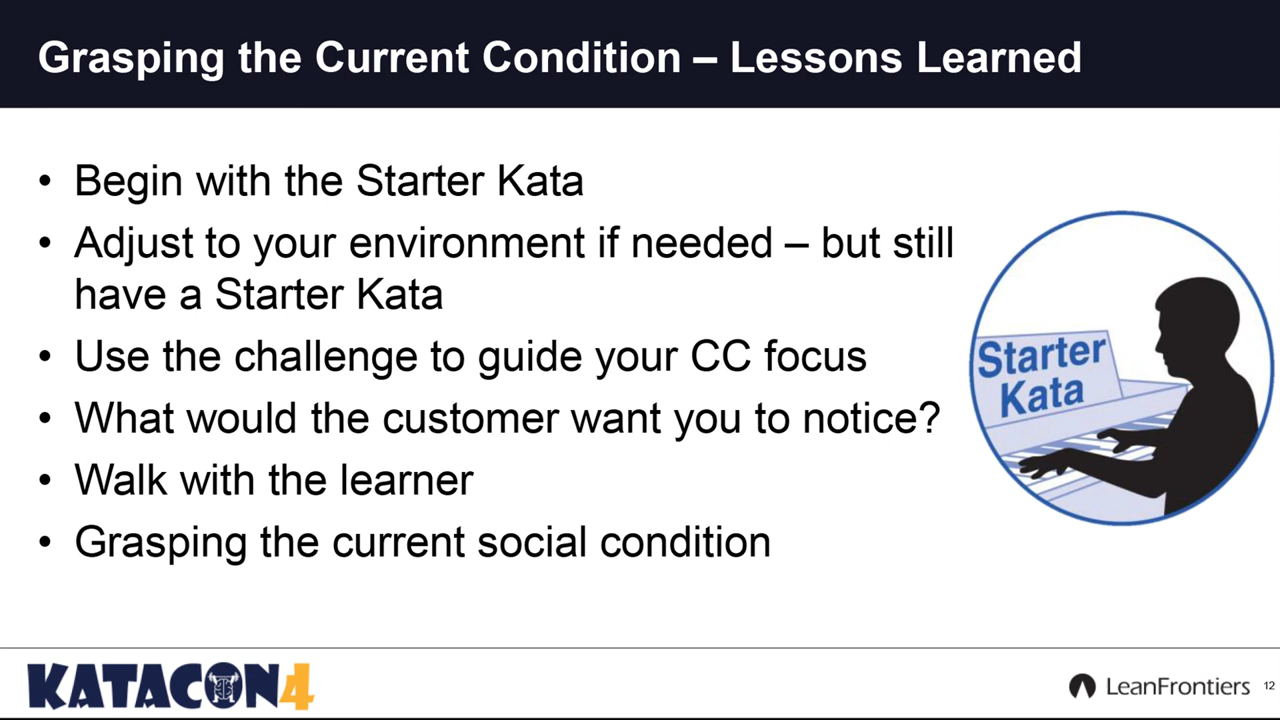 Grasping the Current Condition – Lessons Learned
• Begin with the Starter Kata
• Adjust to your environment if needed – but still
have a Starter Kata
• Use the challenge to guide your CC focus
• What would the customer want you to notice?
• Walk with the learner
• Grasping the current social condition
Starter
Kata
KATACON4
LeanFrontiers
12